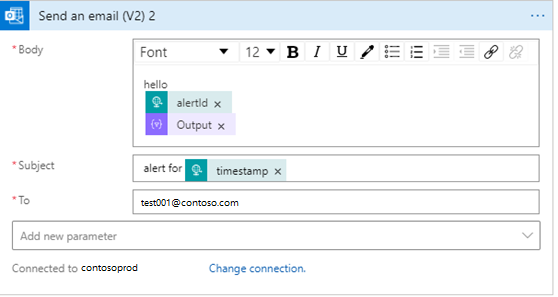 Send an email (V2) 2
* Body
Font 12 B I U
hello
alertId ×
{v} Output ×
* Subject alert for timestamp ×
* To test001@contoso.com
Add new parameter
Connected to contosoprod Change connection.